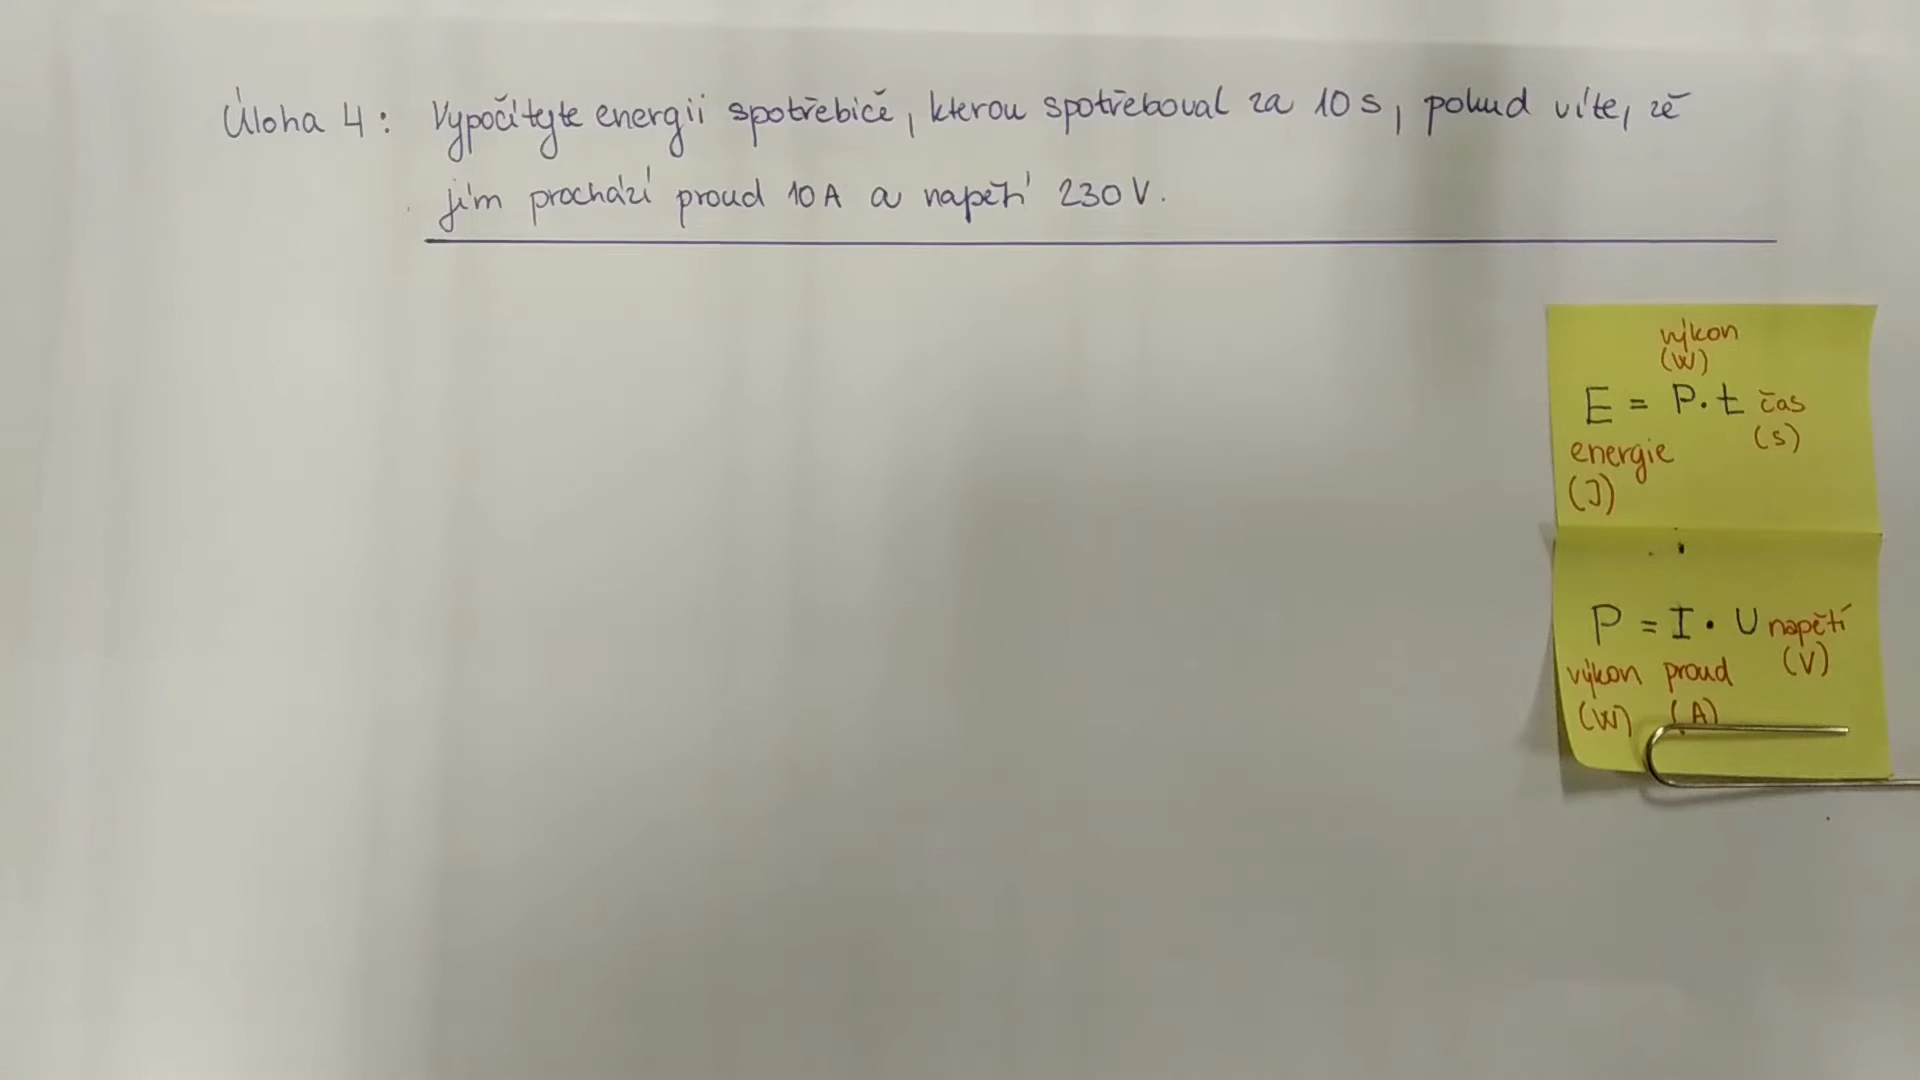 Úloha 4: Vypočítejte energii spotřebiče, kterou spotřeboval za 10 s, pokud víte, že
jím prochází proud 10 A a napětí 230 V.
výkon
(W)
E = P. t čas
(s)
energie
(J)
P = I • U napětí
(V)
výkon proud
(W) (A)